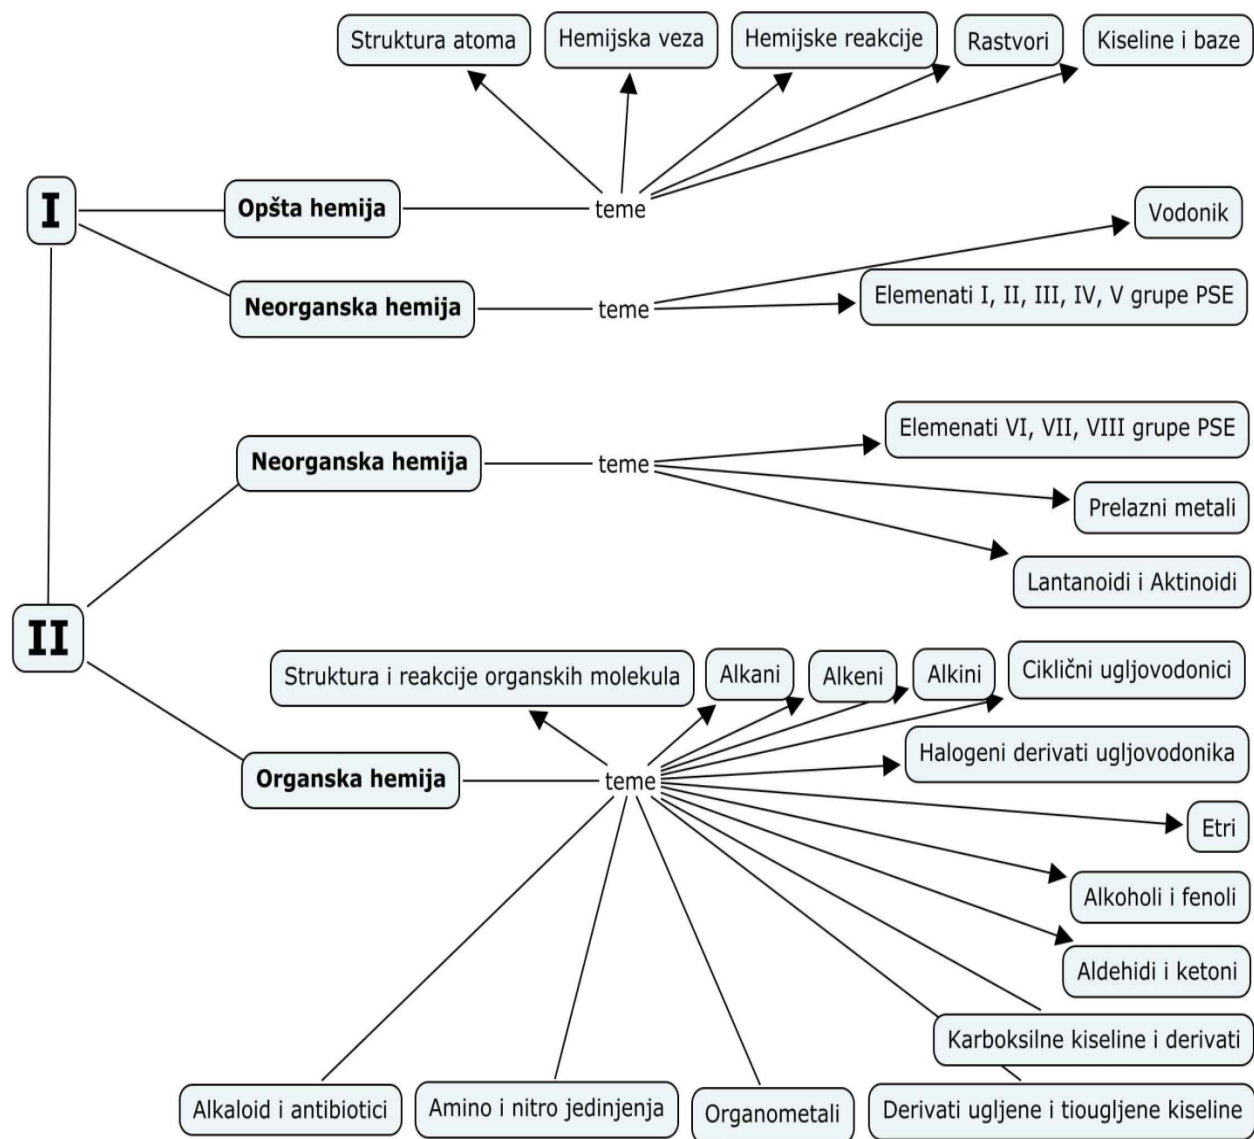 Struktura atoma
Hemijska veza
Hemijske reakcije
Rastvori
Kiseline i baze
I
Opšta hemija
teme
Vodonik
Neorganska hemija
teme
Elemenati I, II, III, IV, V grupe PSE
Elemenati VI, VII, VIII grupe PSE
Neorganska hemija
teme
Prelazni metali
Lantanoidi i Aktinoidi
II
Struktura i reakcije organskih molekula
Alkani
Alkeni
Alkini
Ciklični ugljovodonici
Halogeni derivati ugljovodonika
Organska hemija
teme
Etri
Alkoholi i fenoli
Aldehidi i ketoni
Karboksilne kiseline i derivati
Alkaloid i antibiotici
Amino i nitro jedinjenja
Organometali
Derivati ugljene i tiougljene kiseline